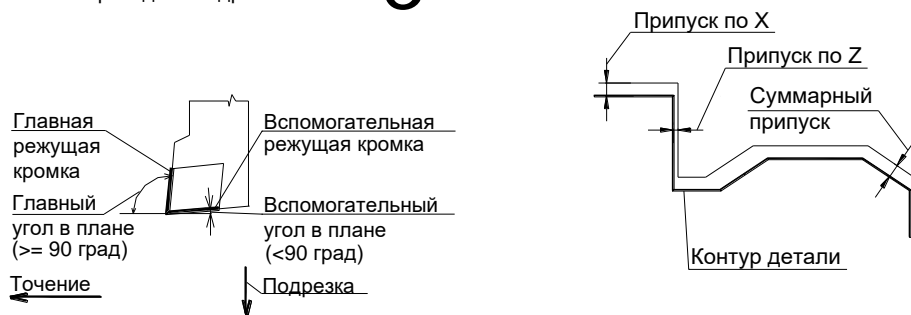 Припуск по X
Припуск по Z
Суммарный
припуск
Главная
режущая
кромка
Вспомогательная
режущая кромка
Главный
угол в плане
(>= 90 град)
Вспомогательный
угол в плане
(<90 град)
Контур детали
Точение
Подрезка